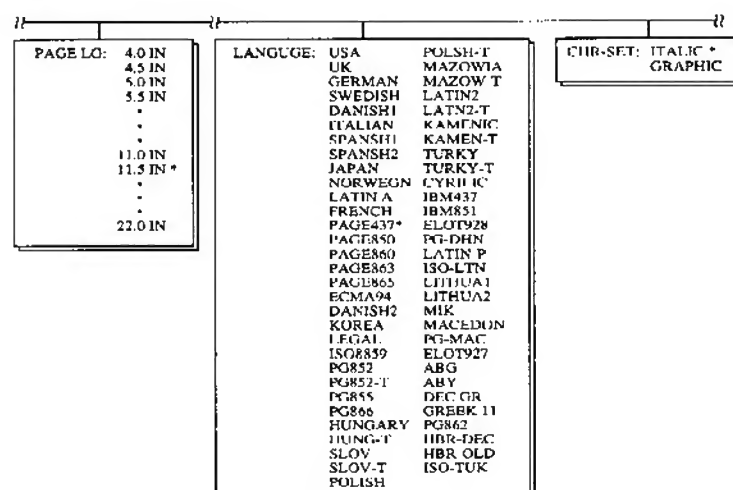 PAGE LG: 4.0 IN
4.5 IN
5.0 IN
5.5 IN
11.0 IN
11.5 IN *
22.0 IN
LANGUGE: USA POLSH-T
UK MAZOWIA
GERMAN MAZOW T
SWEDISH LATIN2
DANISH1 LATN2-T
ITALIAN KAMENIC
SPANSH1 KAMEN-T
SPANSH2 TURKY
JAPAN TURKY-T
NORWEGN CYRILIC
LATIN A IBM437
FRENCH IBM851
PAGE437* ELOT928
PAGE850 PG-DHN
PAGE860 LATIN P
PAGE863 ISO-LTN
PAGE865 LITHUA1
ECMA94 LITHUA2
DANISH2 MIK
KOREA MACEDON
LEGAL PG-MAC
ISO8859 ELOT927
PG852 ABG
PG852-T ABY
PG855 DEC GR
PG866 GREEK 11
HUNGARY PG862
HUNG-T HBR-DEC
SLOV HBR OLD
SLOV-T ISO-TUK
POLISH
CHR-SET: ITALIC *
GRAPHIC